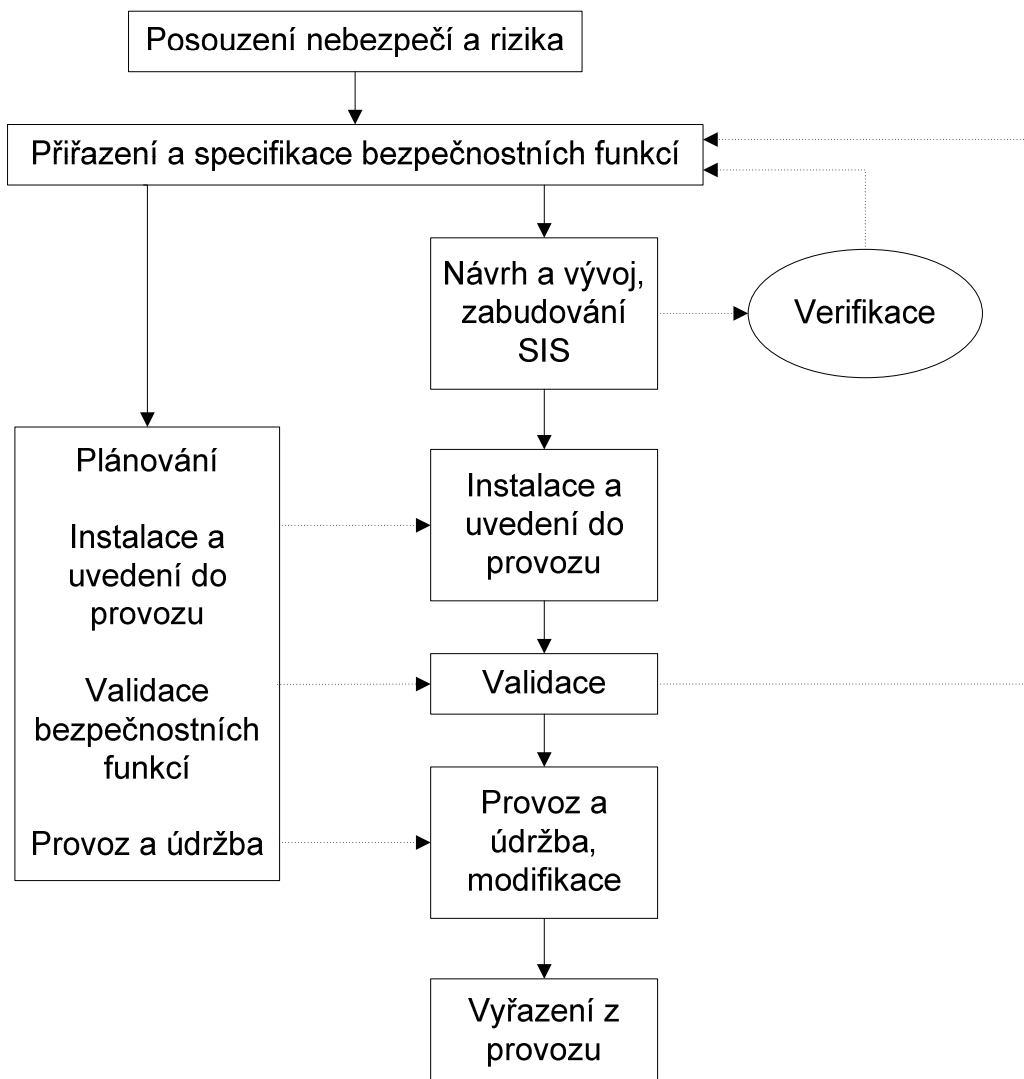 Posouzení nebezpečí a rizika
Přiřazení a specifikace bezpečnostních funkcí
Návrh a vývoj,
zabudování
SIS
Verifikace
Plánování
Instalace a
uvedení do
provozu
Validace
bezpečnostních
funkcí
Provoz a údržba
Instalace a
uvedení do
provozu
Validace
Provoz a
údržba,
modifikace
Vyřazení z
provozu